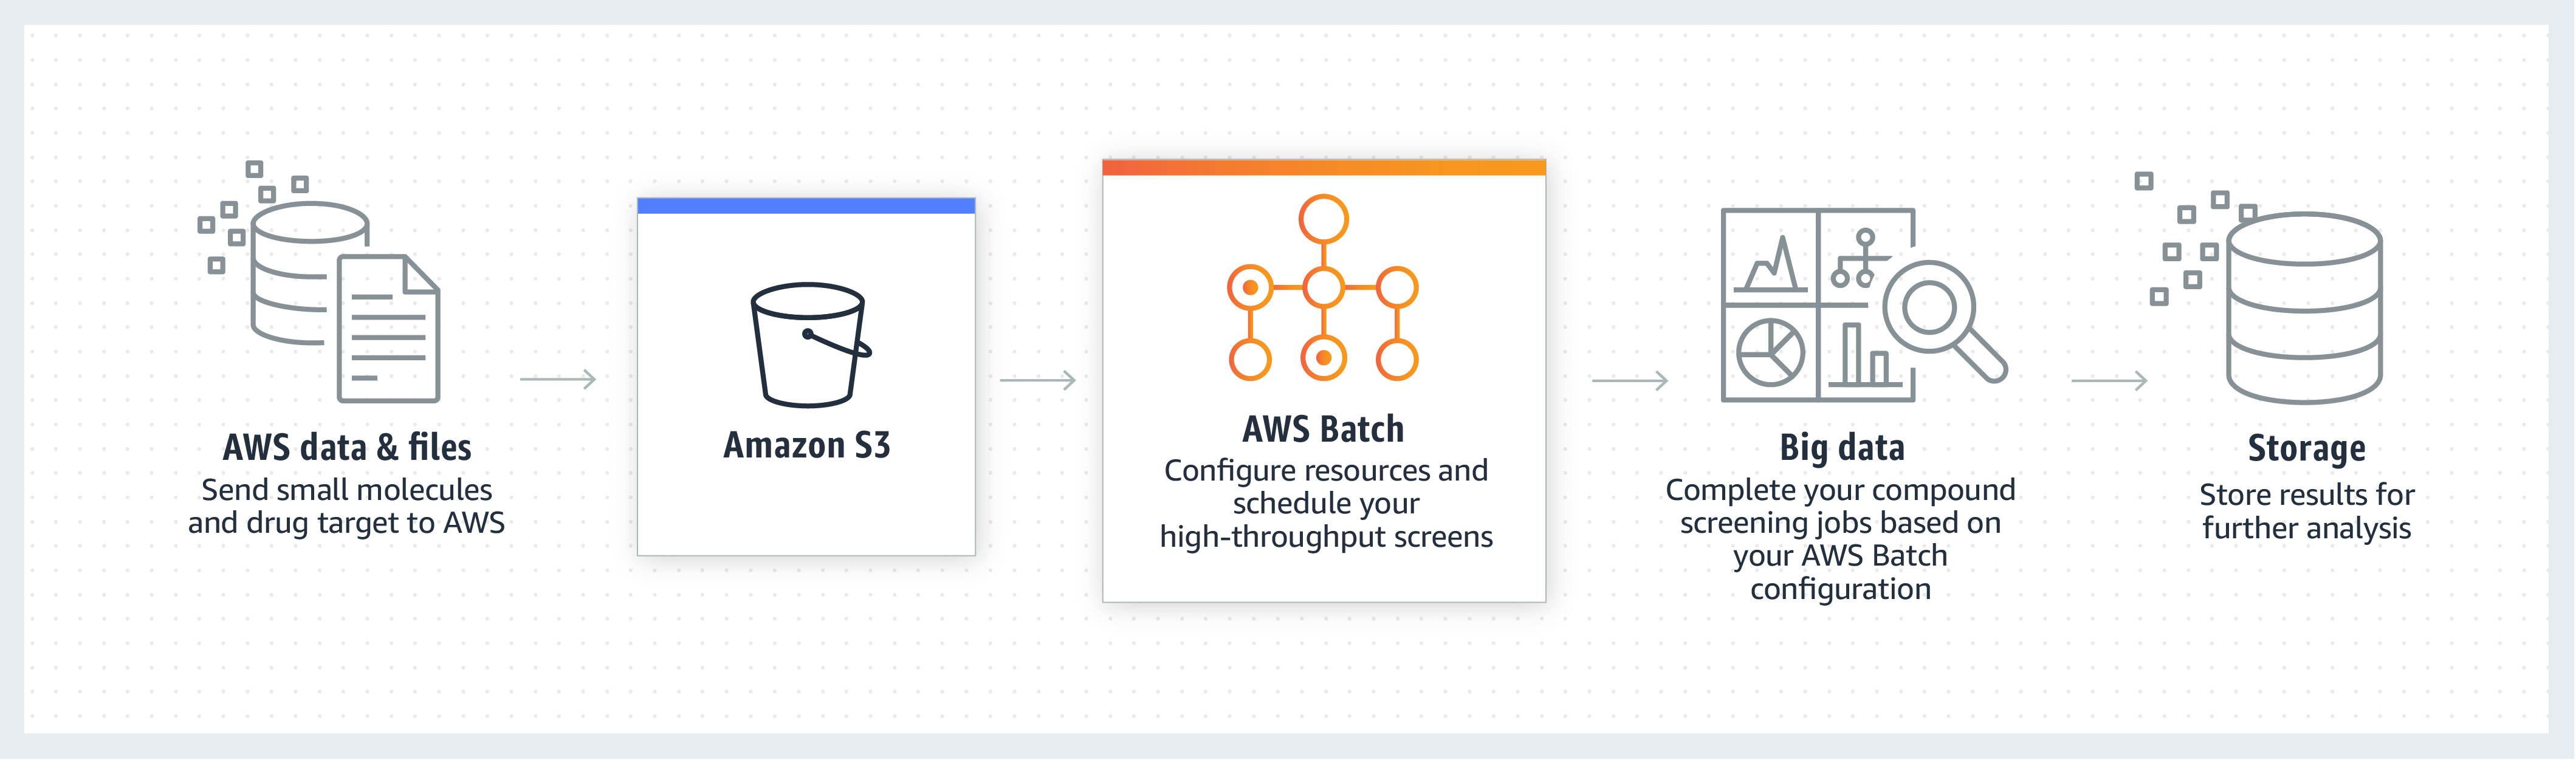 AWS data & files
Send small molecules
and drug target to AWS
Amazon S3
AWS Batch
Configure resources and
schedule your
high-throughput screens
Big data
Complete your compound
screening jobs based on
your AWS Batch
configuration
Storage
Store results for
further analysis